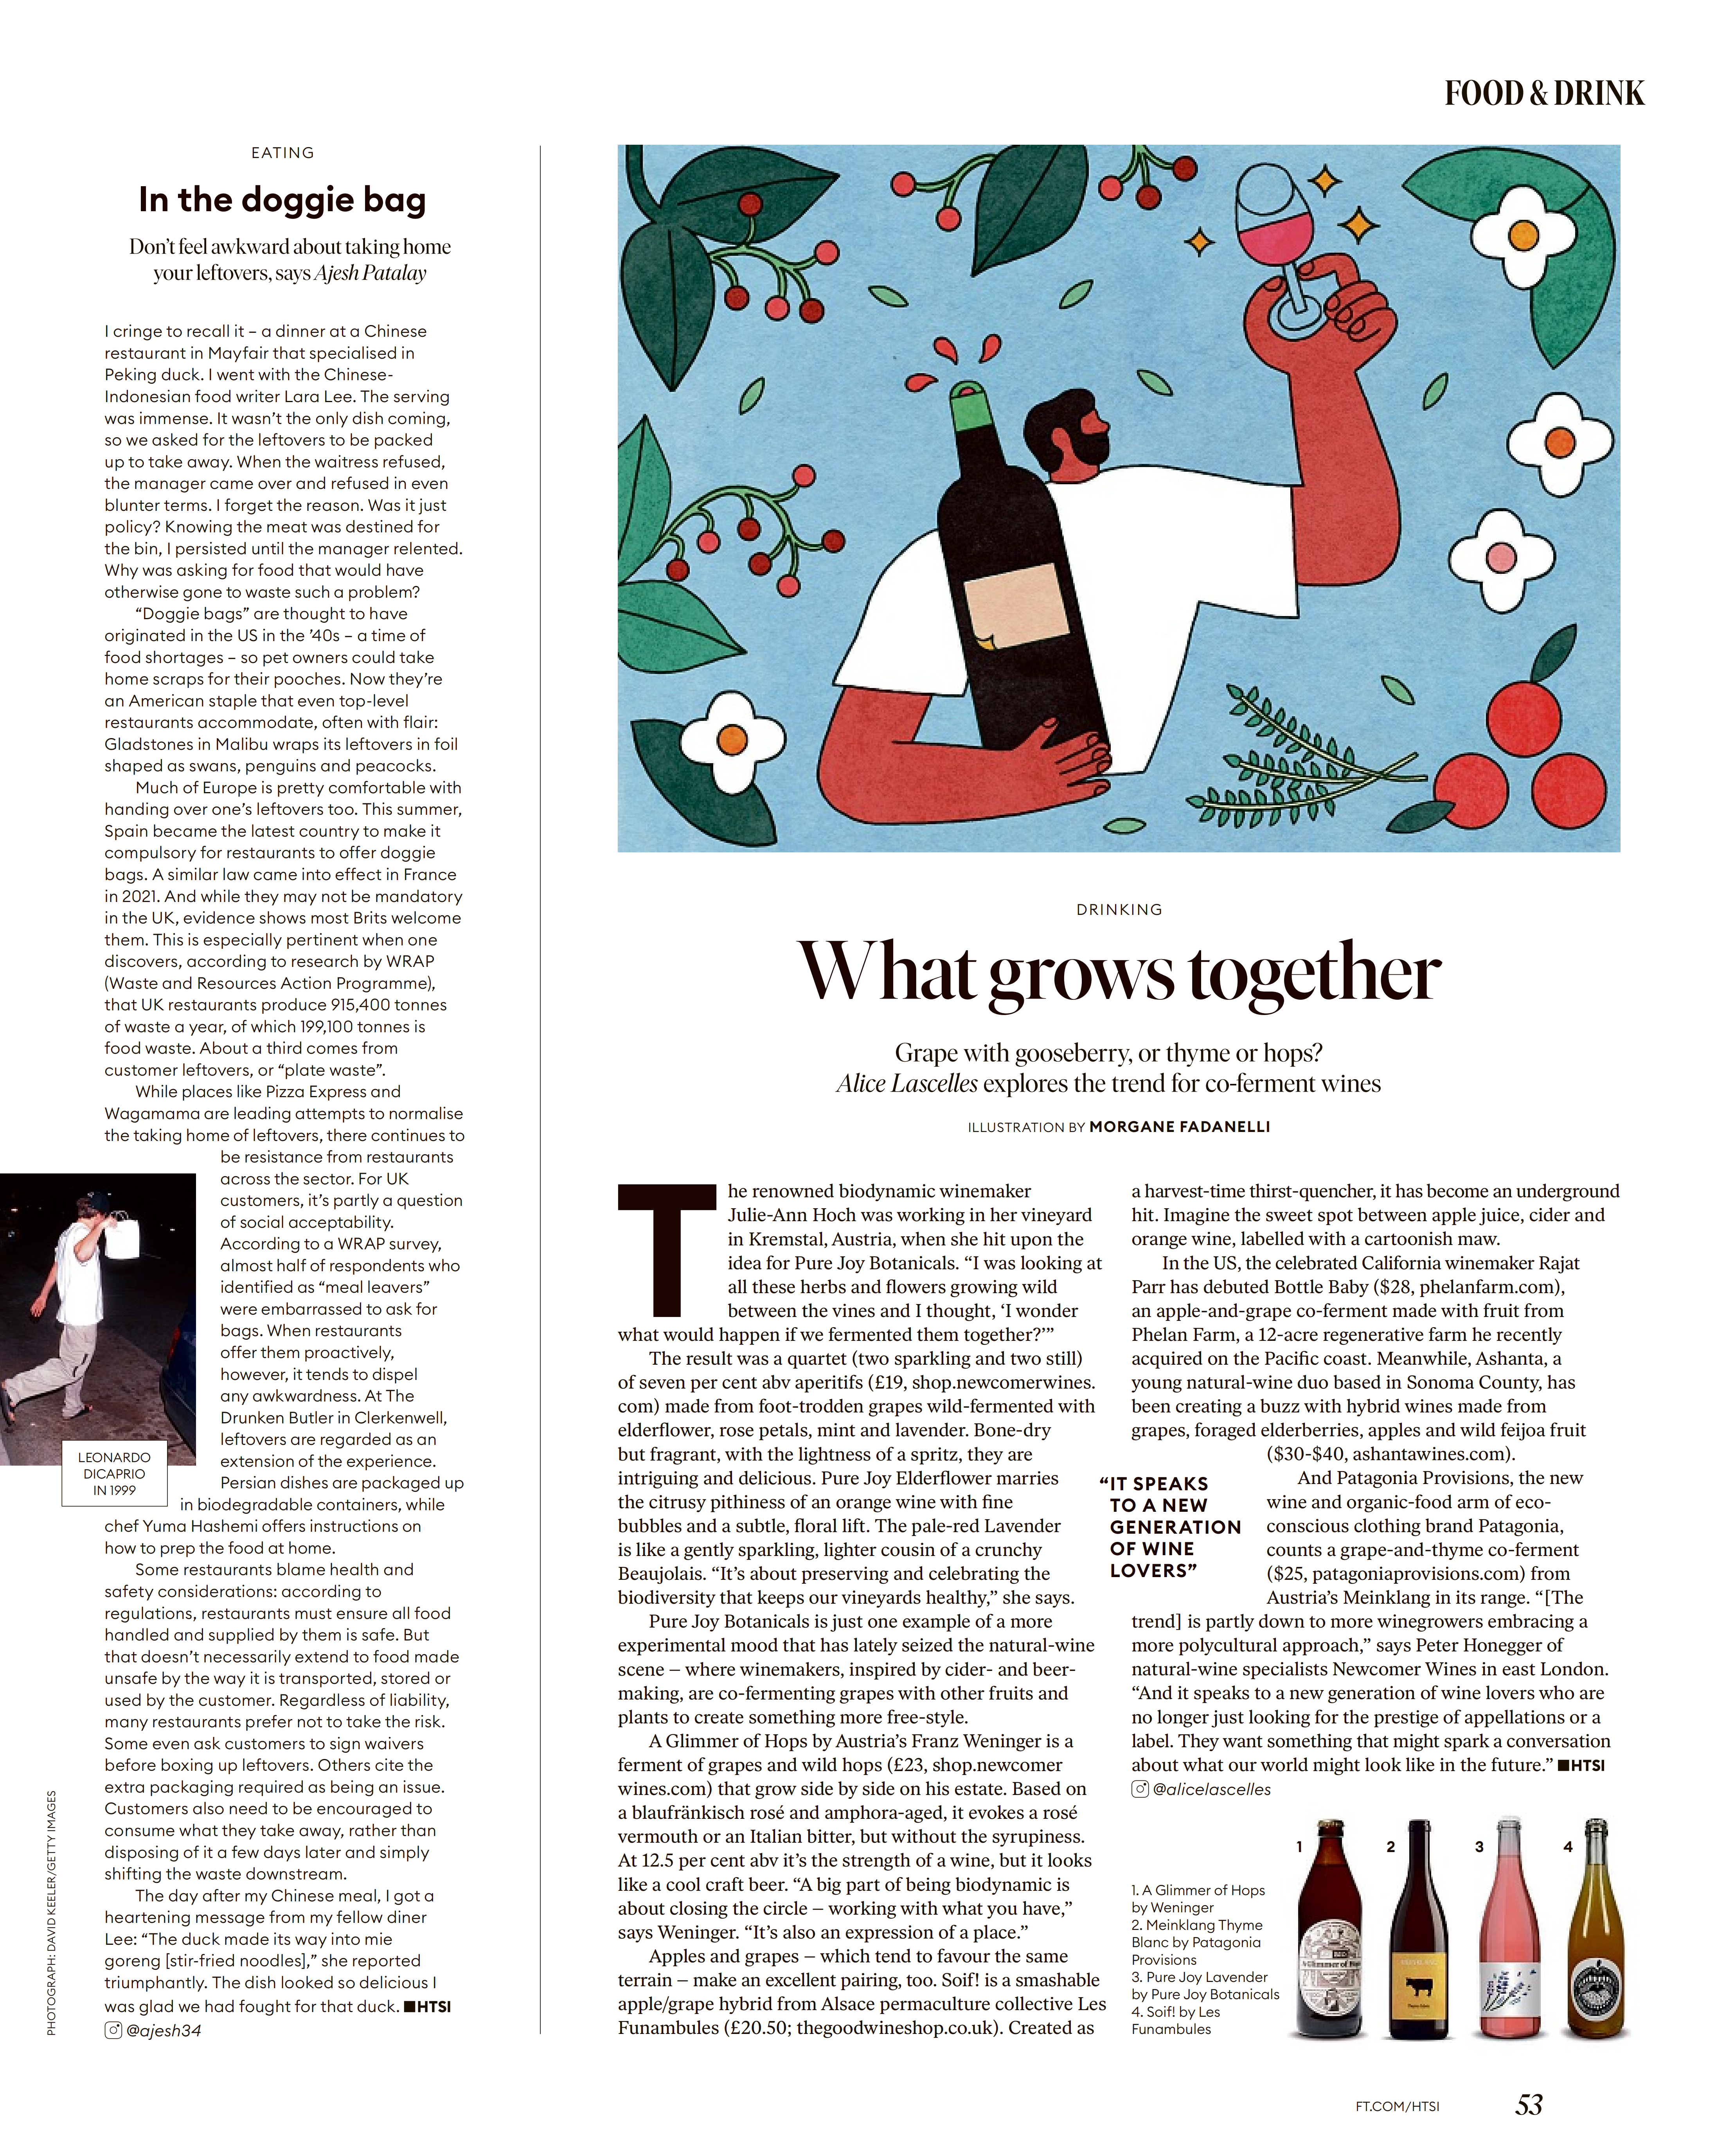 FOOD & DRINK
EATING
In the doggie bag
Don't feel awkward about taking home
your leftovers, says Ajesh Patalay
I cringe to recall it – a dinner at a Chinese
restaurant in Mayfair that specialised in
Peking duck. I went with the Chinese-
Indonesian food writer Lara Lee. The serving
was immense. It wasn't the only dish coming,
so we asked for the leftovers to be packed
up to take away. When the waitress refused,
the manager came over and refused in even
blunter terms. I forget the reason. Was it just
policy? Knowing the meat was destined for
the bin, I persisted until the manager relented.
Why was asking for food that would have
otherwise gone to waste such a problem?
"Doggie bags" are thought to have
originated in the US in the '40s – a time of
food shortages – so pet owners could take
home scraps for their pooches. Now they're
an American staple that even top-level
restaurants accommodate, often with flair:
Gladstones in Malibu wraps its leftovers in foil
shaped as swans, penguins and peacocks.
Much of Europe is pretty comfortable with
handing over one's leftovers too. This summer,
Spain became the latest country to make it
compulsory for restaurants to offer doggie
bags. A similar law came into effect in France
in 2021. And while they may not be mandatory
in the UK, evidence shows most Brits welcome
them. This is especially pertinent when one
discovers, according to research by WRAP
(Waste and Resources Action Programme),
that UK restaurants produce 915,400 tonnes
of waste a year, of which 199,100 tonnes is
food waste. About a third comes from
customer leftovers, or "plate waste".
While places like Pizza Express and
Wagamama are leading attempts to normalise
the taking home of leftovers, there continues to
be resistance from restaurants
across the sector. For UK
customers, it's partly a question
of social acceptability.
According to a WRAP survey,
almost half of respondents who
identified as "meal leavers"
were embarrassed to ask for
bags. When restaurants
offer them proactively,
however, it tends to dispel
any awkwardness. At The
Drunken Butler in Clerkenwell,
leftovers are regarded as an
extension of the experience.
Persian dishes are packaged up
in biodegradable containers, while
chef Yuma Hashemi offers instructions on
how to prep the food at home.
Some restaurants blame health and
safety considerations: according to
regulations, restaurants must ensure all food
handled and supplied by them is safe. But
that doesn't necessarily extend to food made
unsafe by the way it is transported, stored or
used by the customer. Regardless of liability,
many restaurants prefer not to take the risk.
Some even ask customers to sign waivers
before boxing up leftovers. Others cite the
extra packaging required as being an issue.
Customers also need to be encouraged to
consume what they take away, rather than
disposing of it a few days later and simply
shifting the waste downstream.
The day after my Chinese meal, I got a
heartening message from my fellow diner
Lee: "The duck made its way into mie
goreng [stir-fried noodles]," she reported
triumphantly. The dish looked so delicious I
was glad we had fought for that duck. ■HTSI
@ajesh34
LEONARDO
DICAPRIO
IN 1999
PHOTOGRAPH: DAVID KEELER/GETTY IMAGES
DRINKING
What grows together
Grape with gooseberry, or thyme or hops?
Alice Lascelles explores the trend for co-ferment wines
ILLUSTRATION BY MORGANE FADANELLI
The renowned biodynamic winemaker
Julie-Ann Hoch was working in her vineyard
in Kremstal, Austria, when she hit upon the
idea for Pure Joy Botanicals. "I was looking at
all these herbs and flowers growing wild
between the vines and I thought, 'I wonder
what would happen if we fermented them together?'"
The result was a quartet (two sparkling and two still)
of seven per cent abv aperitifs (£19, shop.newcomerwines.
com) made from foot-trodden grapes wild-fermented with
elderflower, rose petals, mint and lavender. Bone-dry
but fragrant, with the lightness of a spritz, they are
intriguing and delicious. Pure Joy Elderflower marries
the citrusy pithiness of an orange wine with fine
bubbles and a subtle, floral lift. The pale-red Lavender
is like a gently sparkling, lighter cousin of a crunchy
Beaujolais. "It's about preserving and celebrating the
biodiversity that keeps our vineyards healthy," she says.
Pure Joy Botanicals is just one example of a more
experimental mood that has lately seized the natural-wine
scene – where winemakers, inspired by cider- and beer-
making, are co-fermenting grapes with other fruits and
plants to create something more free-style.
A Glimmer of Hops by Austria's Franz Weninger is a
ferment of grapes and wild hops (£23, shop.newcomer
wines.com) that grow side by side on his estate. Based on
a blaufränkisch rosé and amphora-aged, it evokes a rosé
vermouth or an Italian bitter, but without the syrupiness.
At 12.5 per cent abv it's the strength of a wine, but it looks
like a cool craft beer. "A big part of being biodynamic is
about closing the circle – working with what you have,"
says Weninger. "It's also an expression of a place."
Apples and grapes – which tend to favour the same
terrain – make an excellent pairing, too. Soif! is a smashable
apple/grape hybrid from Alsace permaculture collective Les
Funambules (£20.50; thegoodwineshop.co.uk). Created as
a harvest-time thirst-quencher, it has become an underground
hit. Imagine the sweet spot between apple juice, cider and
orange wine, labelled with a cartoonish maw.
In the US, the celebrated California winemaker Rajat
Parr has debuted Bottle Baby ($28, phelanfarm.com),
an apple-and-grape co-ferment made with fruit from
Phelan Farm, a 12-acre regenerative farm he recently
acquired on the Pacific coast. Meanwhile, Ashanta, a
young natural-wine duo based in Sonoma County, has
been creating a buzz with hybrid wines made from
grapes, foraged elderberries, apples and wild feijoa fruit
($30-$40, ashantawines.com).
And Patagonia Provisions, the new
wine and organic-food arm of eco-
conscious clothing brand Patagonia,
counts a grape-and-thyme co-ferment
($25, patagoniaprovisions.com) from
Austria's Meinklang in its range. "[The
trend] is partly down to more winegrowers embracing a
more polycultural approach," says Peter Honegger of
natural-wine specialists Newcomer Wines in east London.
"And it speaks to a new generation of wine lovers who are
no longer just looking for the prestige of appellations or a
label. They want something that might spark a conversation
about what our world might look like in the future." ■HTSI
@alicelascelles
"IT SPEAKS
TO A NEW
GENERATION
OF WINE
LOVERS"
1
2
3
4
1. A Glimmer of Hops
by Weninger
2. Meinklang Thyme
Blanc by Patagonia
Provisions
3. Pure Joy Lavender
by Pure Joy Botanicals
4. Soif! by Les
Funambules
A Glimmer of Hops
FT.COM/HTSI
53